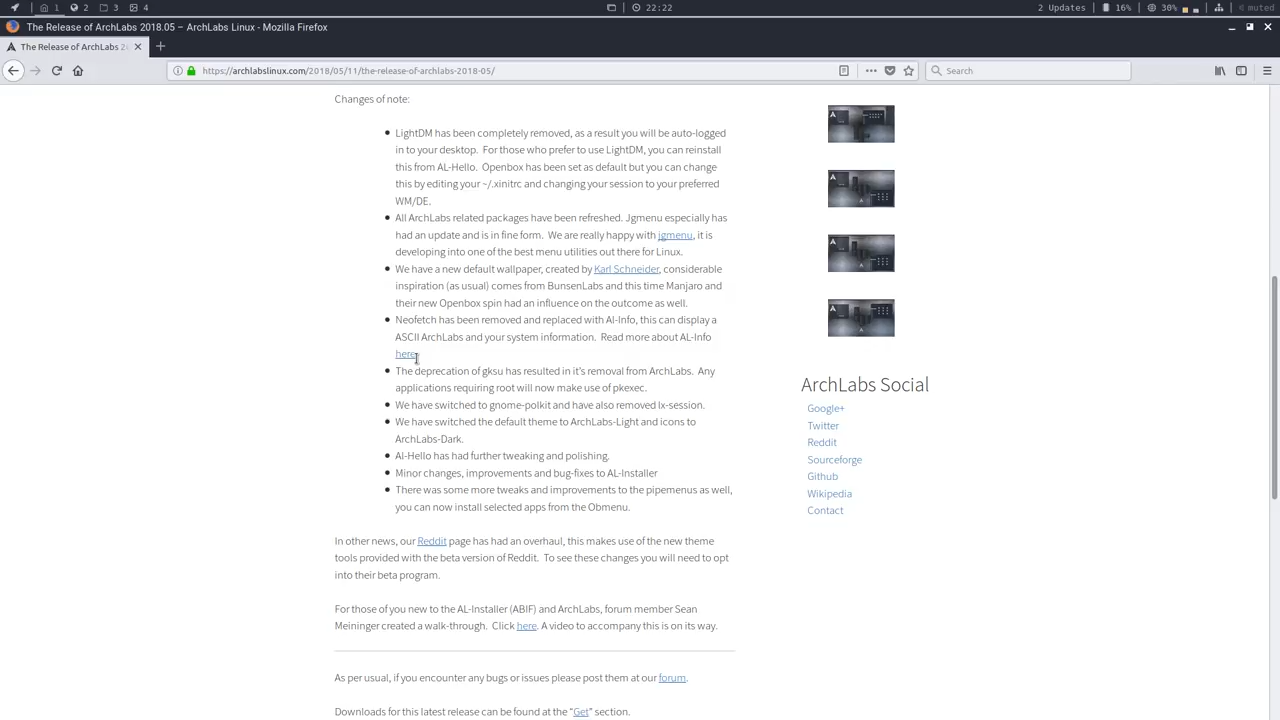 1 2 3 4 22:22 2 Updates 16% 30% muted
The Release of ArchLabs 2018.05 – ArchLabs Linux - Mozilla Firefox
The Release of ArchLabs 2
https://archlabslinux.com/2018/05/11/the-release-of-archlabs-2018-05/ Search
Changes of note:
LightDM has been completely removed, as a result you will be auto-logged
in to your desktop.  For those who prefer to use LightDM, you can reinstall
this from AL-Hello.  Openbox has been set as default but you can change
this by editing your ~/.xinitrc and changing your session to your preferred
WM/DE.
All ArchLabs related packages have been refreshed. Jgmenu especially has
had an update and is in fine form.  We are really happy with jgmenu, it is
developing into one of the best menu utilities out there for Linux.
We have a new default wallpaper, created by Karl Schneider, considerable
inspiration (as usual) comes from BunsenLabs and this time Manjaro and
their new Openbox spin had an influence on the outcome as well.
Neofetch has been removed and replaced with Al-Info, this can display a
ASCII ArchLabs and your system information.  Read more about AL-Info
here.
The deprecation of gksu has resulted in it's removal from ArchLabs.  Any
applications requiring root will now make use of pkexec.
We have switched to gnome-polkit and have also removed lx-session.
We have switched the default theme to ArchLabs-Light and icons to
ArchLabs-Dark.
Al-Hello has had further tweaking and polishing.
Minor changes, improvements and bug-fixes to AL-Installer
There was some more tweaks and improvements to the pipemenus as well,
you can now install selected apps from the Obmenu.
In other news, our Reddit page has had an overhaul, this makes use of the new theme
tools provided with the beta version of Reddit.  To see these changes you will need to opt
into their beta program.
For those of you new to the AL-Installer (ABIF) and ArchLabs, forum member Sean
Meininger created a walk-through.  Click here. A video to accompany this is on its way.
As per usual, if you encounter any bugs or issues please post them at our forum.
Downloads for this latest release can be found at the “Get” section.
ArchLabs Social
Google+
Twitter
Reddit
Sourceforge
Github
Wikipedia
Contact